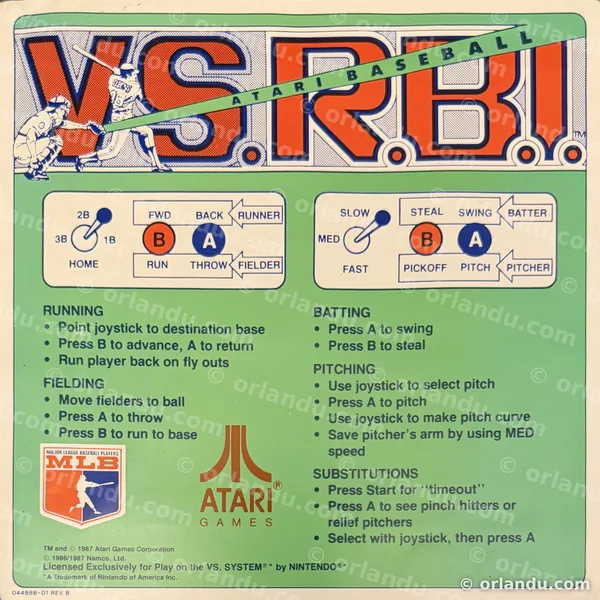 V.S. R.B.I.
ATARI BASEBALL
TM
2B
3B
1B
HOME
FWD BACK RUNNER
B A
RUN THROW FIELDER
SLOW
MED
FAST
STEAL SWING BATTER
B A
PICKOFF PITCH PITCHER
RUNNING
• Point joystick to destination base
• Press B to advance, A to return
• Run player back on fly outs
FIELDING
• Move fielders to ball
• Press A to throw
• Press B to run to base
BATTING
• Press A to swing
• Press B to steal
PITCHING
• Use joystick to select pitch
• Press A to pitch
• Use joystick to make pitch curve
• Save pitcher's arm by using MED
speed
SUBSTITUTIONS
• Press Start for "timeout"
• Press A to see pinch hitters or
relief pitchers
• Select with joystick, then press A
MAJOR LEAGUE BASEBALL PLAYERS
MLB
ATARI®
GAMES
TM and © 1987 Atari Games Corporation
© 1986/1987 Namco, Ltd.
Licensed Exclusively for Play on the VS. SYSTEM®* by NINTENDO®*
*A Trademark of Nintendo of America Inc.
044888-01 REV B
© orlandu.com